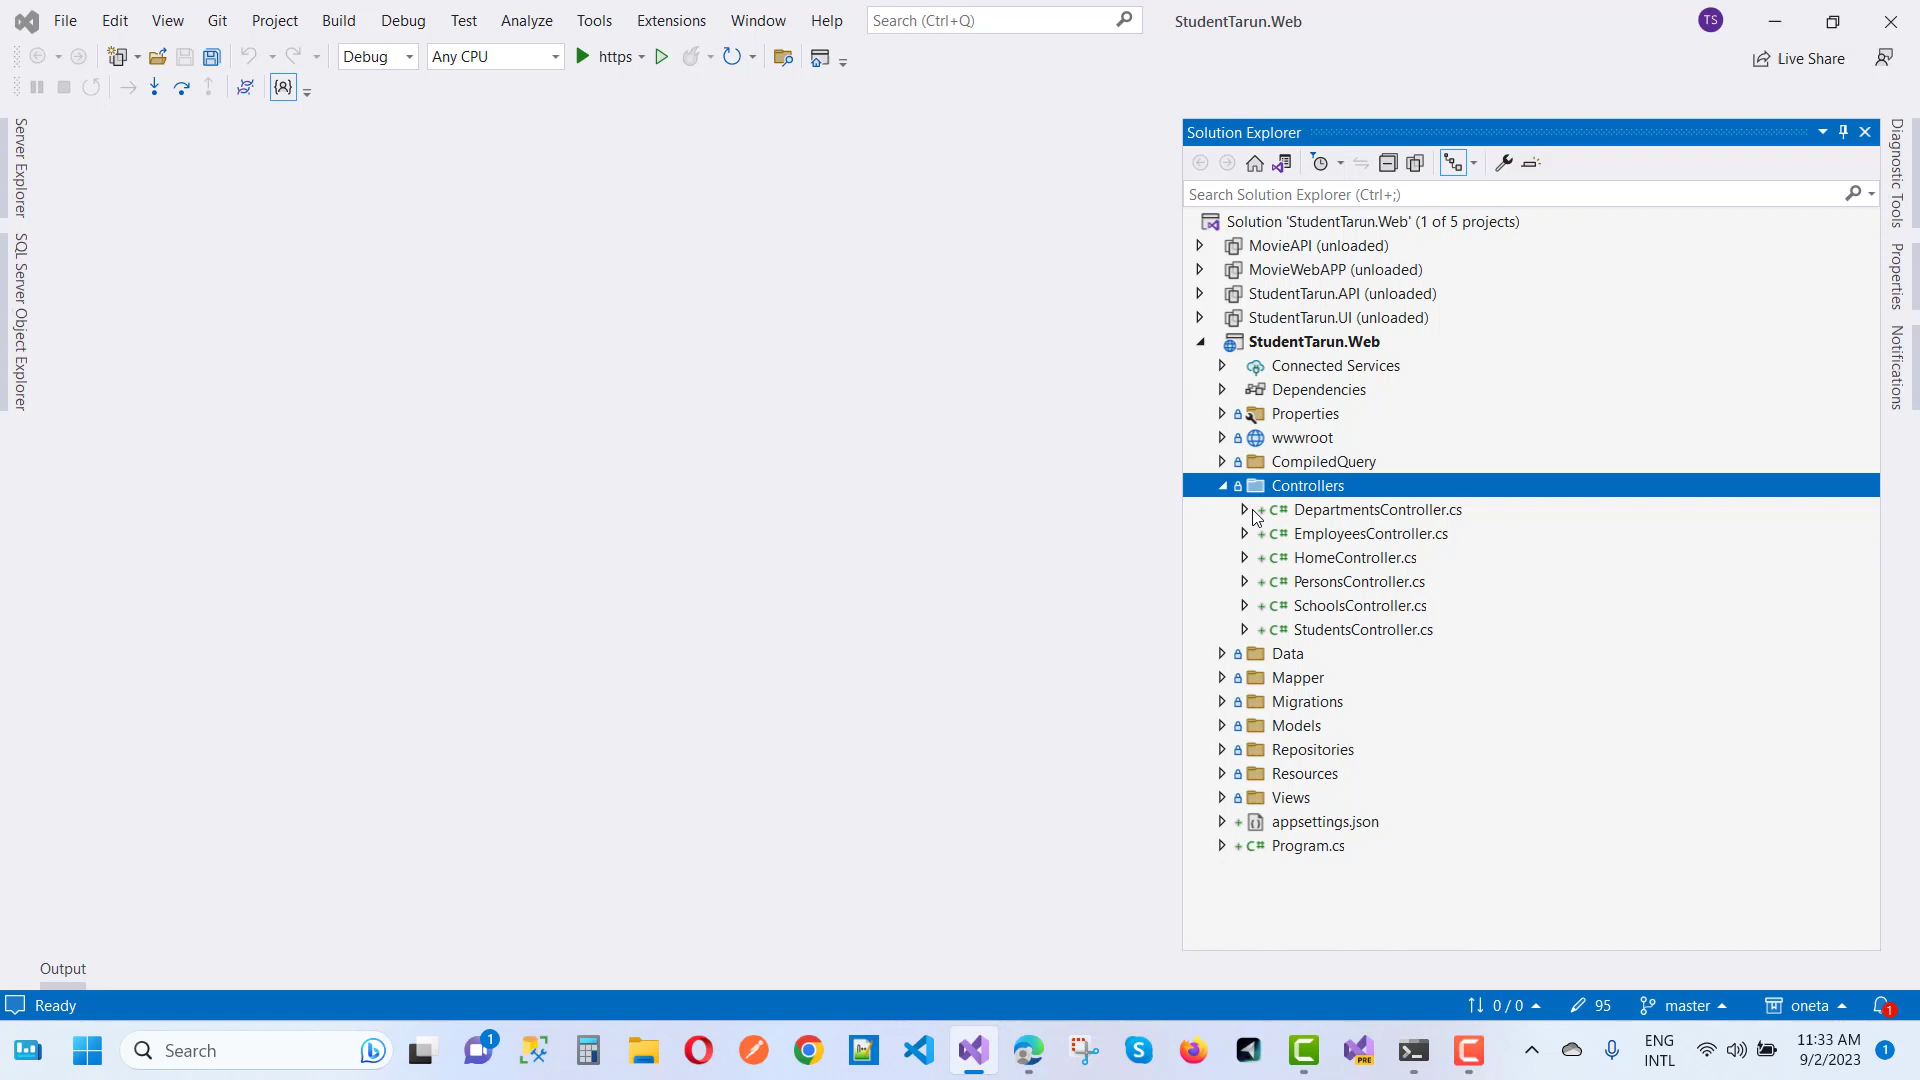 File Edit View Git Project Build Debug Test Analyze Tools Extensions Window Help Search (Ctrl+Q) StudentTarun.Web TS
Debug Any CPU https Live Share
Server Explorer
SQL Server Object Explorer
Solution Explorer
Search Solution Explorer (Ctrl+;)
Solution 'StudentTarun.Web' (1 of 5 projects)
MovieAPI (unloaded)
MovieWebAPP (unloaded)
StudentTarun.API (unloaded)
StudentTarun.UI (unloaded)
StudentTarun.Web
Connected Services
Dependencies
Properties
wwwroot
CompiledQuery
Controllers
C# DepartmentsController.cs
C# EmployeesController.cs
C# HomeController.cs
C# PersonsController.cs
C# SchoolsController.cs
C# StudentsController.cs
Data
Mapper
Migrations
Models
Repositories
Resources
Views
appsettings.json
C# Program.cs
Diagnostic Tools
Properties
Notifications
Output
Ready 0 / 0 95 master oneta 1
Search 1 PRE ENG INTL 11:33 AM 9/2/2023 1